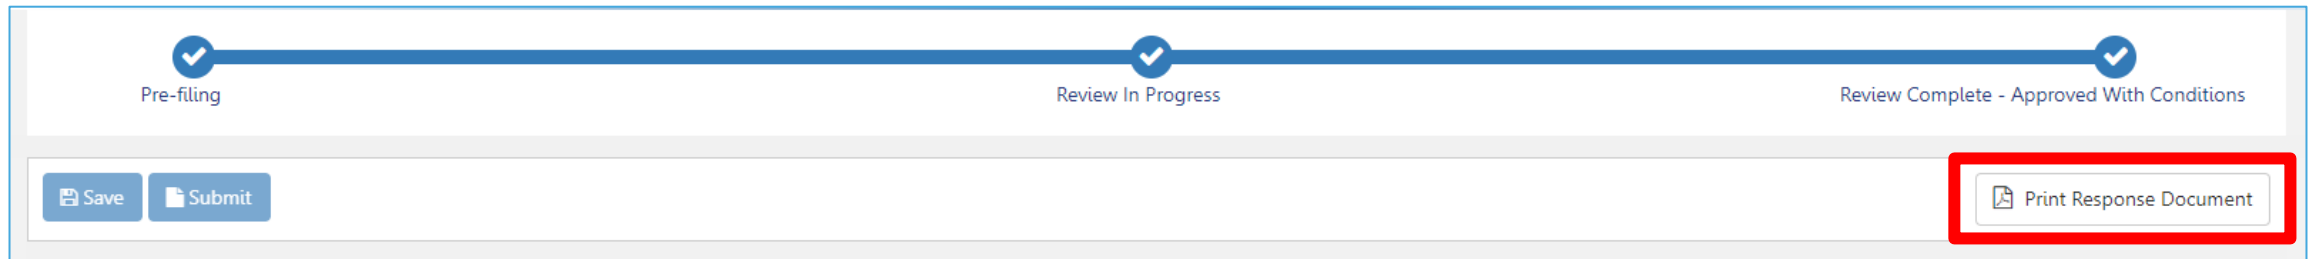 Pre-filing
Review In Progress
Review Complete - Approved With Conditions
Save
Submit
Print Response Document